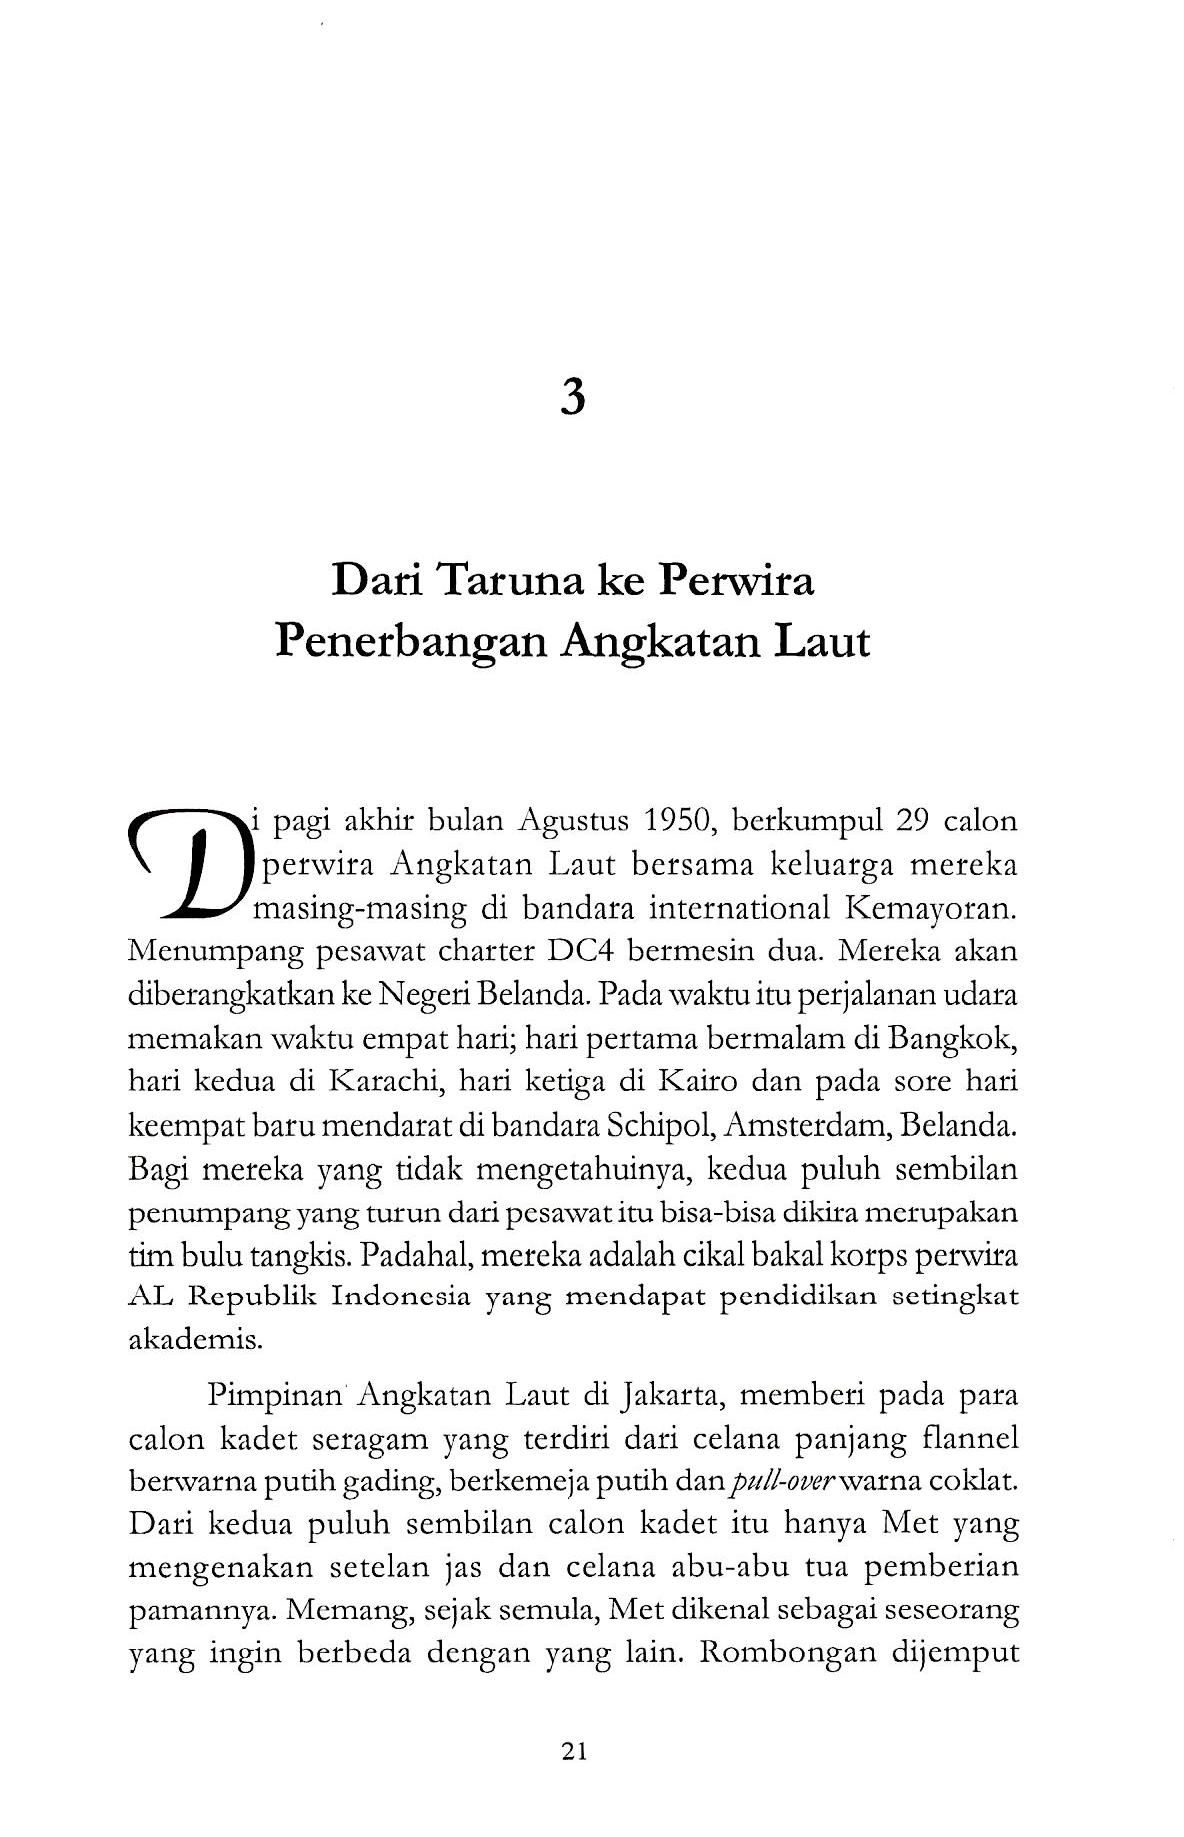 3
Dari Taruna ke Perwira
Penerbangan Angkatan Laut
Di pagi akhir bulan Agustus 1950, berkumpul 29 calon
perwira Angkatan Laut bersama keluarga mereka
masing-masing di bandara international Kemayoran.
Menumpang pesawat charter DC4 bermesin dua. Mereka akan
diberangkatkan ke Negeri Belanda. Pada waktu itu perjalanan udara
memakan waktu empat hari; hari pertama bermalam di Bangkok,
hari kedua di Karachi, hari ketiga di Kairo dan pada sore hari
keempat baru mendarat di bandara Schipol, Amsterdam, Belanda.
Bagi mereka yang tidak mengetahuinya, kedua puluh sembilan
penumpang yang turun dari pesawat itu bisa-bisa dikira merupakan
tim bulu tangkis. Padahal, mereka adalah cikal bakal korps perwira
AL Republik Indonesia yang mendapat pendidikan setingkat
akademis.
Pimpinan Angkatan Laut di Jakarta, memberi pada para
calon kadet seragam yang terdiri dari celana panjang flannel
berwarna putih gading, berkemeja putih dan pull-over warna coklat.
Dari kedua puluh sembilan calon kadet itu hanya Met yang
mengenakan setelan jas dan celana abu-abu tua pemberian
pamannya. Memang, sejak semula, Met dikenal sebagai seseorang
yang ingin berbeda dengan yang lain. Rombongan dijemput
21